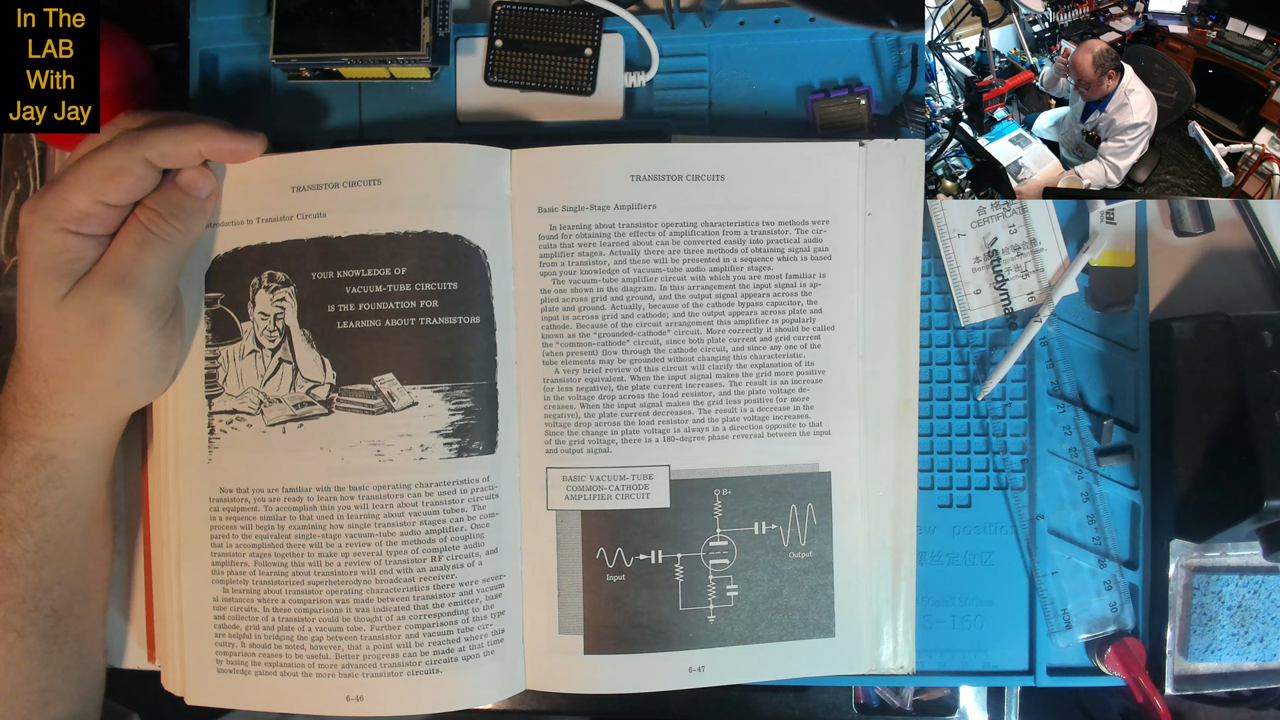 In The
LAB
With
Jay Jay
TRANSISTOR CIRCUITS
Introduction to Transistor Circuits
YOUR KNOWLEDGE OF
VACUUM-TUBE CIRCUITS
IS THE FOUNDATION FOR
LEARNING ABOUT TRANSISTORS
Now that you are familiar with the basic operating characteristics of
transistors, you are ready to learn how transistors can be used in practi-
cal equipment. To accomplish this you will learn about transistor circuits
in a sequence similar to that used in learning about vacuum tubes. The
process will begin by examining how single transistor stages can be com-
pared to the equivalent single-stage vacuum-tube audio amplifier. Once
that is accomplished there will be a review of the methods of coupling
transistor stages together to make up several types of complete audio
amplifiers. Following this will be a review of transistor RF circuits, and
this phase of learning about transistors will end with an analysis of a
completely transistorized superheterodyne broadcast receiver.
In learning about transistor operating characteristics there were sever-
al instances where a comparison was made between transistor and vacuum
tube circuits. In these comparisons it was indicated that the emitter, base
and collector of a transistor could be thought of as corresponding to the
cathode, grid and plate of a vacuum tube. Further comparisons of this type
are helpful in bridging the gap between transistor and vacuum tube cir-
cuitry. It should be noted, however, that a point will be reached where this
comparison ceases to be useful. Better progress can be made at that time
by basing the explanation of more advanced transistor circuits upon the
knowledge gained about the more basic transistor circuits.
6-46
TRANSISTOR CIRCUITS
Basic Single-Stage Amplifiers
In learning about transistor operating characteristics two methods were
found for obtaining the effects of amplification from a transistor. The cir-
cuits that were learned about can be converted easily into practical audio
amplifier stages. Actually there are three methods of obtaining signal gain
from a transistor, and these will be presented in a sequence which is based
upon your knowledge of vacuum-tube audio amplifier stages.
The vacuum-tube amplifier circuit with which you are most familiar is
the one shown in the diagram. In this arrangement the input signal is ap-
plied across grid and ground, and the output signal appears across the
plate and ground. Actually, because of the cathode bypass capacitor, the
input is across grid and cathode; and the output appears across plate and
cathode. Because of the circuit arrangement this amplifier is popularly
known as the "grounded-cathode" circuit. More correctly it should be called
the "common-cathode" circuit, since both plate current and grid current
(when present) flow through the cathode circuit, and since any one of the
tube elements may be grounded without changing this characteristic.
A very brief review of this circuit will clarify the explanation of its
transistor equivalent. When the input signal makes the grid more positive
(or less negative), the plate current increases. The result is an increase
in the voltage drop across the load resistor, and the plate voltage de-
creases. When the input signal makes the grid less positive (or more
negative), the plate current decreases. The result is a decrease in the
voltage drop across the load resistor and the plate voltage increases.
Since the change in plate voltage is always in a direction opposite to that
of the grid voltage, there is a 180-degree phase reversal between the input
and output signal.
BASIC VACUUM-TUBE
COMMON-CATHODE
AMPLIFIER CIRCUIT
B+
Input
Output
6-47
合格
CERTIFICATE
studymate
INCH